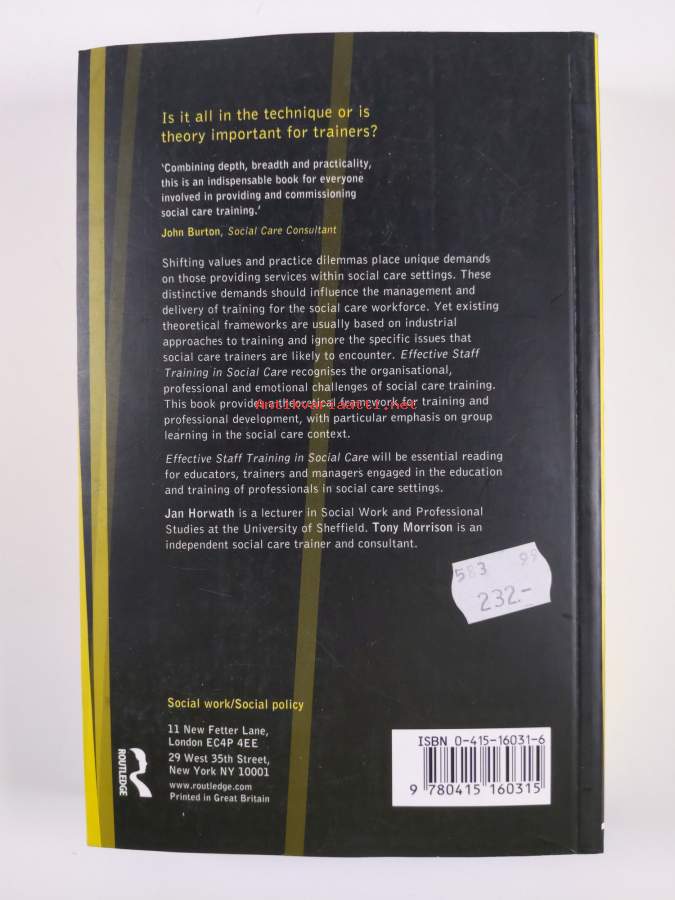 Is it all in the technique or is
theory important for trainers?
'Combining depth, breadth and practicality,
this is an indispensable book for everyone
involved in providing and commissioning
social care training.'
John Burton, Social Care Consultant
Shifting values and practice dilemmas place unique demands
on those providing services within social care settings. These
distinctive demands should influence the management and
delivery of training for the social care workforce. Yet existing
theoretical frameworks are usually based on industrial
approaches to training and ignore the specific issues that
social care trainers are likely to encounter. Effective Staff
Training in Social Care recognises the organisational,
professional and emotional challenges of social care training.
This book provides a theoretical framework for training and
Antikvariaatti.net
professional development, with particular emphasis on group
learning in the social care context.
Effective Staff Training in Social Care will be essential reading
for educators, trainers and managers engaged in the education
and training of professionals in social care settings.
Jan Horwath is a lecturer in Social Work and Professional
Studies at the University of Sheffield. Tony Morrison is an
independent social care trainer and consultant.
583 99
232.-
Social work/Social policy
11 New Fetter Lane,
London EC4P 4EE
29 West 35th Street,
New York NY 10001
www.routledge.com
Printed in Great Britain
ROUTLEDGE
ISBN 0-415-16031-6
9 780415 160315